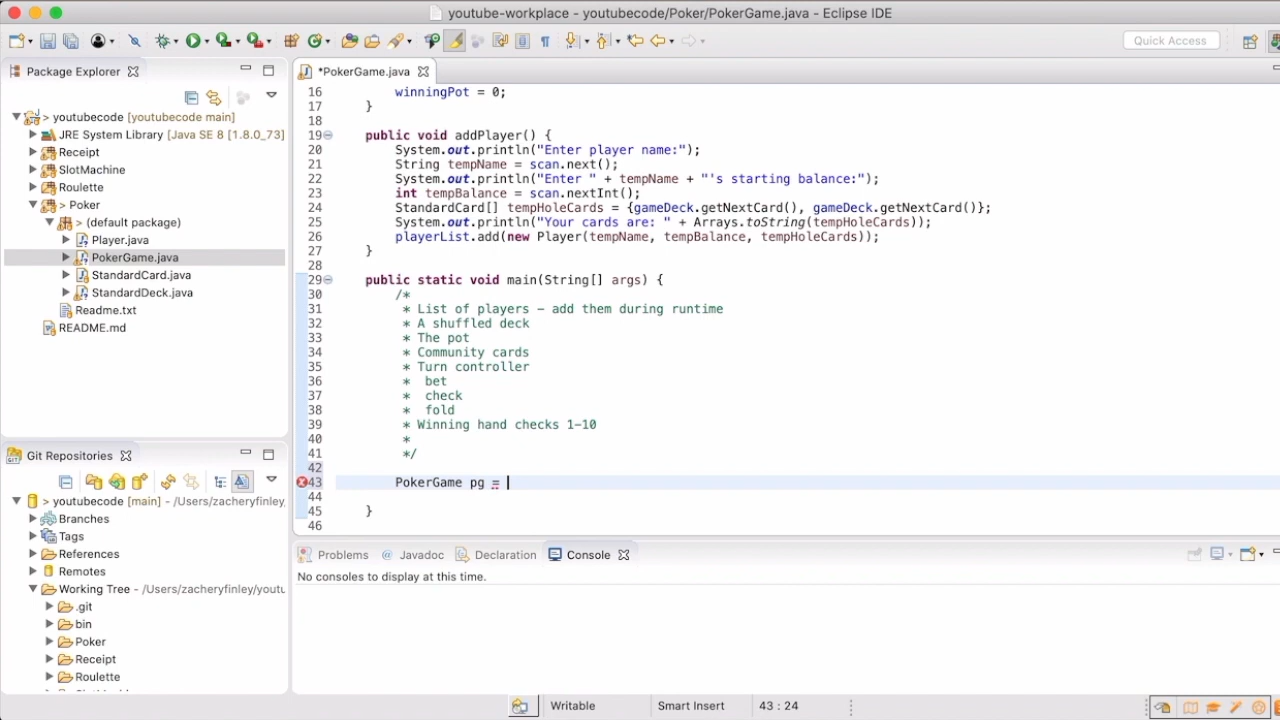 youtube-workplace - youtubecode/Poker/PokerGame.java - Eclipse IDE
Quick Access
Package Explorer
> youtubecode [youtubecode main]
JRE System Library [Java SE 8 [1.8.0_73]
Receipt
SlotMachine
Roulette
> Poker
> (default package)
Player.java
PokerGame.java
StandardCard.java
StandardDeck.java
Readme.txt
README.md
*PokerGame.java
16 winningPot = 0;
17 }
18
19 public void addPlayer() {
20 System.out.println("Enter player name:");
21 String tempName = scan.next();
22 System.out.println("Enter " + tempName + "'s starting balance:");
23 int tempBalance = scan.nextInt();
24 StandardCard[] tempHoleCards = {gameDeck.getNextCard(), gameDeck.getNextCard()};
25 System.out.println("Your cards are: " + Arrays.toString(tempHoleCards));
26 playerList.add(new Player(tempName, tempBalance, tempHoleCards));
27 }
28
29 public static void main(String[] args) {
30 /*
31 * List of players - add them during runtime
32 * A shuffled deck
33 * The pot
34 * Community cards
35 * Turn controller
36 * bet
37 * check
38 * fold
39 * Winning hand checks 1-10
40 *
41 */
42
43 PokerGame pg =
44
45 }
46
Git Repositories
> youtubecode [main] - /Users/zacheryfinley,
Branches
Tags
References
Remotes
Working Tree - /Users/zacheryfinley/youtu
.git
bin
Poker
Receipt
Roulette
Problems @ Javadoc Declaration Console
No consoles to display at this time.
Writable Smart Insert 43 : 24